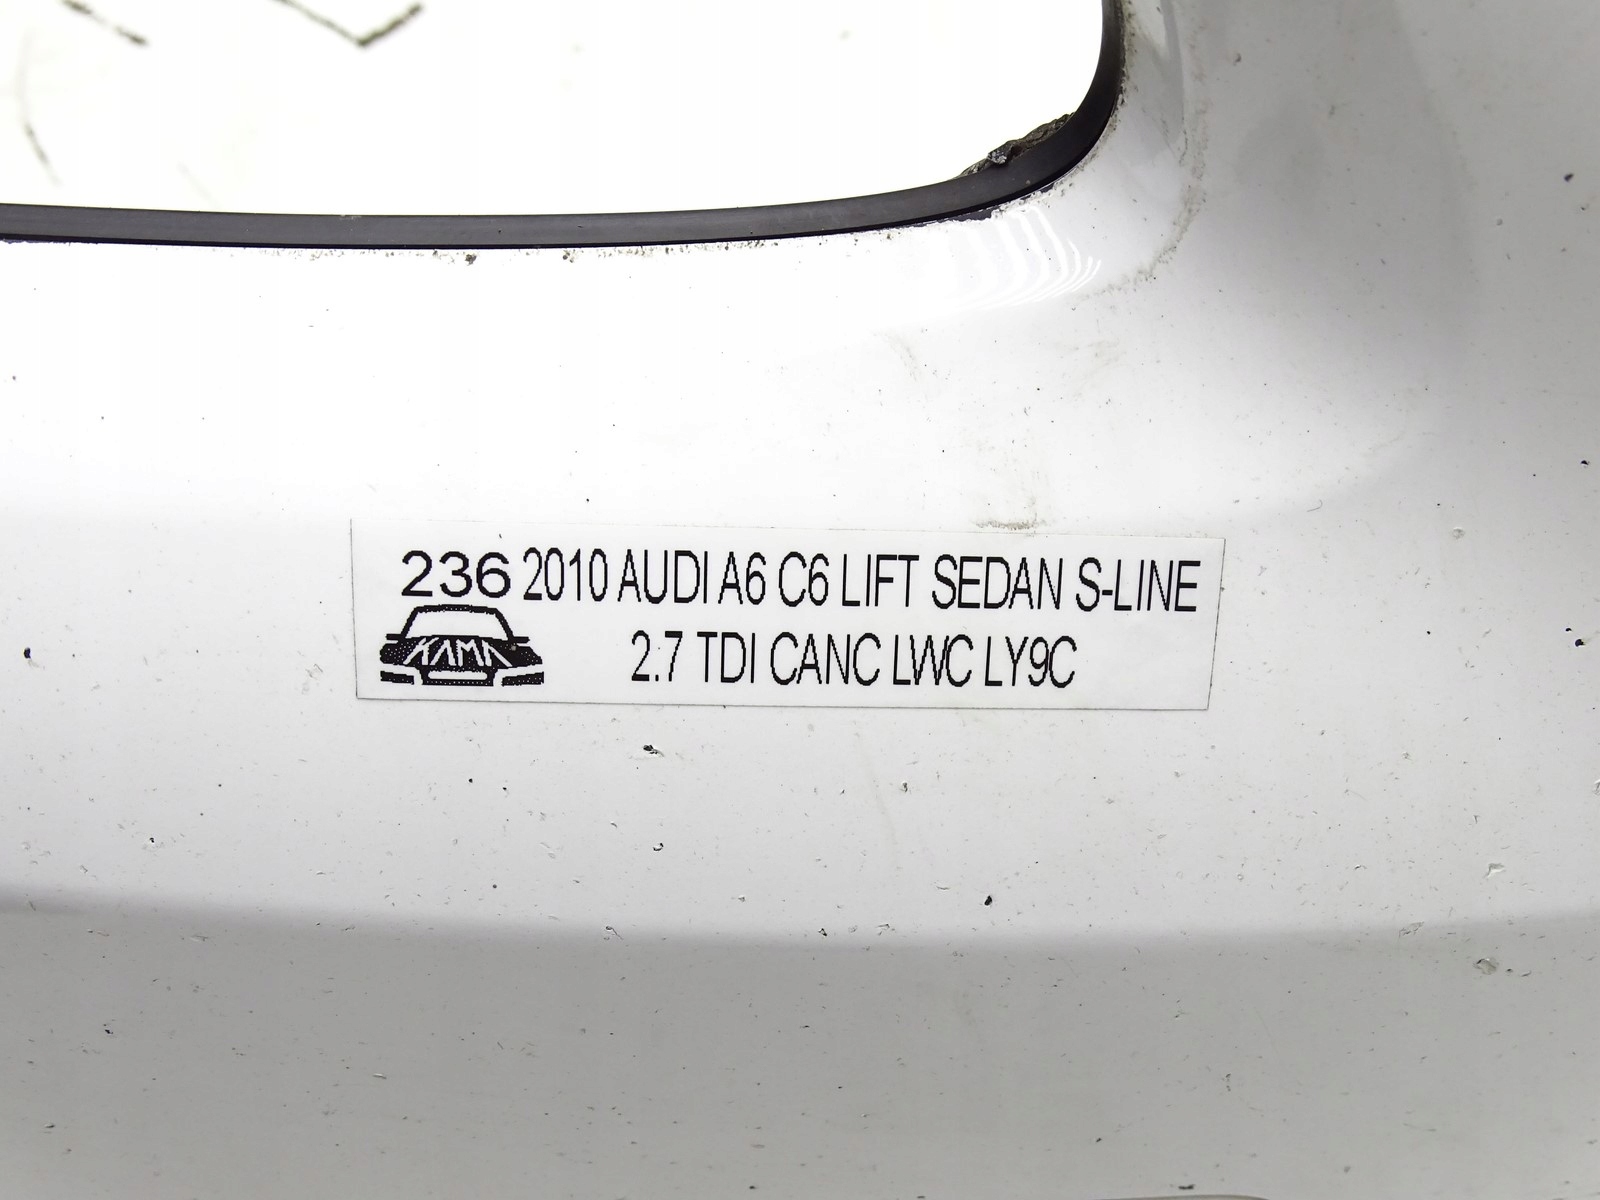 236 2010 AUDI A6 C6 LIFT SEDAN S-LINE
KAMA 2.7 TDI CANC LWC LY9C